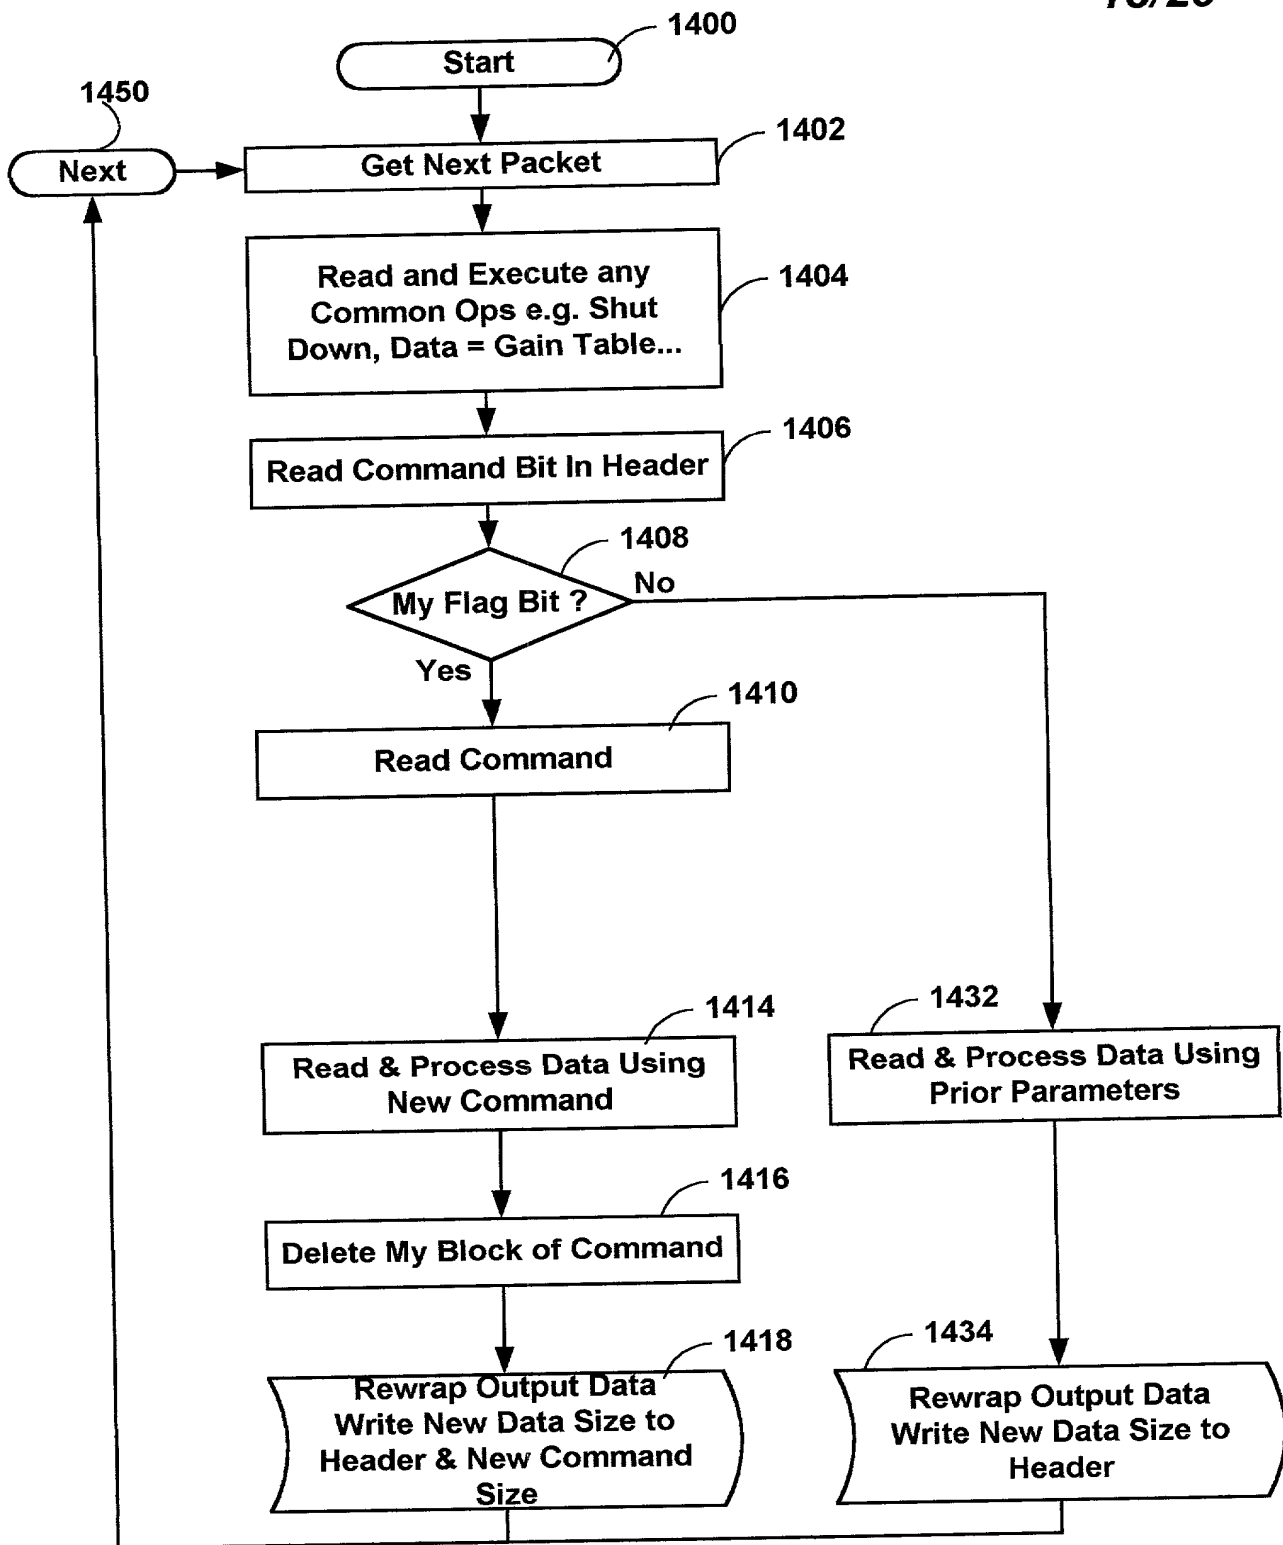 1400
Start
1450
Next
1402
Get Next Packet
1404
Read and Execute any
Common Ops e.g. Shut
Down, Data = Gain Table...
1406
Read Command Bit In Header
1408
My Flag Bit ?
No
Yes
1410
Read Command
1414
Read & Process Data Using
New Command
1432
Read & Process Data Using
Prior Parameters
1416
Delete My Block of Command
1418
Rewrap Output Data
Write New Data Size to
Header & New Command
Size
1434
Rewrap Output Data
Write New Data Size to
Header